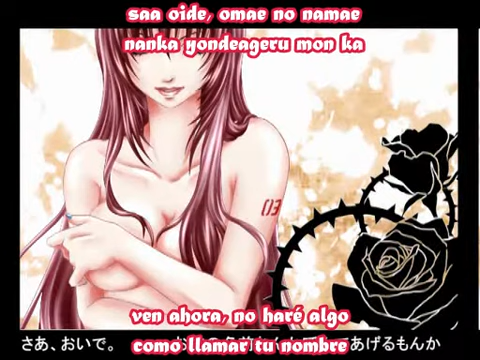 saa oide, omae no namae
nanka yondeageru mon ka
03
ven ahora, no haré algo
さあ、おいで。 あげるもんか
como llamar tu nombre